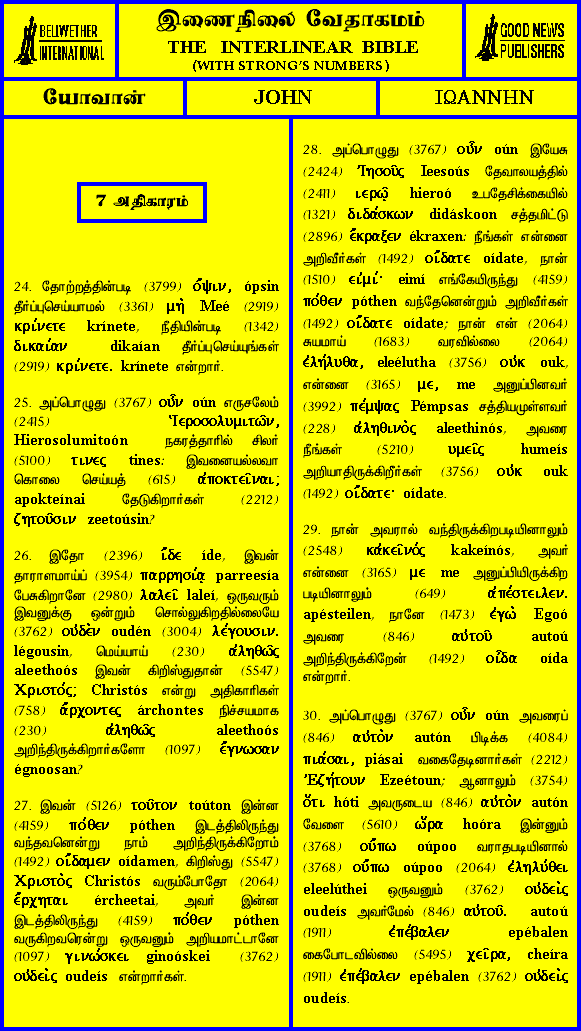 BELLWETHER
INTERNATIONAL
இணைநிலை வேதாகமம்
THE INTERLINEAR BIBLE
(WITH STRONG'S NUMBERS)
GOOD NEWS
PUBLISHERS
யோவான்
JOHN
ΙΩΑΝΝΗΝ
7 அதிகாரம்
24. தோற்றத்தின்படி (3799) ὄψιν, ópsin
தீர்ப்புசெய்யாமல் (3361) μὴ Meé (2919)
κρίνετε krínete, நீதியின்படி (1342)
δικαίαν dikaían தீர்ப்புசெய்யுங்கள்
(2919) κρίνετε. krínete என்றார்.
25. அப்பொழுது (3767) οὖν oún எருசலேம்
(2415) Ἱεροσολυμιτῶν,
Hierosolumitoón நகரத்தாரில் சிலர்
(5100) τινες tines: இவனையல்லவா
கொலை செய்யத் (615) ἀποκτεῖναι;
apokteínai தேடுகிறார்கள் (2212)
ζητοῦσιν zeetoúsin?
26. இதோ (2396) ἴδε íde, இவன்
தாராளமாய்ப் (3954) παρρησίᾳ parreesía
பேசுகிறானே (2980) λαλεῖ laleí, ஒருவரும்
இவனுக்கு ஒன்றும் சொல்லுகிறதில்லையே
(3762) οὐδὲν oudén (3004) λέγουσιν.
légousin, மெய்யாய் (230) ἀληθῶς
aleethoós இவன் கிறிஸ்துதான் (5547)
Χριστός; Christós என்று அதிகாரிகள்
(758) ἄρχοντες árchontes நிச்சயமாக
(230) ἀληθῶς aleethoós
அறிந்திருக்கிறார்களோ (1097) ἔγνωσαν
égnoosan?
27. இவன் (5126) τοῦτον toúton இன்ன
(4159) πόθεν póthen இடத்திலிருந்து
வந்தவனென்று நாம் அறிந்திருக்கிறோம்
(1492) οἴδαμεν oídamen, கிறிஸ்து (5547)
Χριστὸς Christós வரும்போதோ (2064)
ἔρχηται ércheetai, அவர் இன்ன
இடத்திலிருந்து (4159) πόθεν póthen
வருகிறவரென்று ஒருவனும் அறியமாட்டானே
(1097) γινώσκει ginoóskei (3762)
οὐδεὶς oudeís என்றார்கள்.
28. அப்பொழுது (3767) οὖν oún இயேசு
(2424) Ἰησοῦς Ieesoús தேவாலயத்தில்
(2411) ιερῷ hieroó உபதேசிக்கையில்
(1321) διδάσκων didáskoon சத்தமிட்டு
(2896) ἔκραξεν ékraxen: நீங்கள் என்னை
அறிவீர்கள் (1492) οἴδατε oídate, நான்
(1510) εἰμί· eimí எங்கேயிருந்து (4159)
πόθεν póthen வந்தேனென்றும் அறிவீர்கள்
(1492) οἴδατε oídate; நான் என் (2064)
சுயமாய் (1683) வரவில்லை (2064)
ἐλήλυθα, eleélutha (3756) οὐκ ouk,
என்னை (3165) με, me அனுப்பினவர்
(3992) πέμψας Pémpsas சத்தியமுள்ளவர்
(228) ἀληθινὸς aleethinós, அவரை
நீங்கள் (5210) υμεῖς humeís
அறியாதிருக்கிறீர்கள் (3756) οὐκ ouk
(1492) οἴδατε· oídate.
29. நான் அவரால் வந்திருக்கிறபடியினாலும்
(2548) κἀκεῖνός kakeínós, அவர்
என்னை (3165) με me அனுப்பியிருக்கிற
படியினாலும் (649) ἀπέστειλεν.
apésteilen, நானே (1473) ἐγὼ Egoó
அவரை (846) αὐτοῦ autoú
அறிந்திருக்கிறேன் (1492) οἶδα oída
என்றார்.
30. அப்பொழுது (3767) οὖν oún அவரைப்
(846) αὐτὸν autón பிடிக்க (4084)
πιάσαι, piásai வகைதேடினார்கள் (2212)
Ἐζήτουν Ezeétoun; ஆனாலும் (3754)
ὅτι hóti அவருடைய (846) αὐτὸν autón
வேளை (5610) ὥρα hoóra இன்னும்
(3768) οὔπω oúpoo வராதபடியினால்
(3768) οὔπω oúpoo (2064) ἐληλύθει
eleelúthei ஒருவனும் (3762) οὐδεὶς
oudeís அவர்மேல் (846) αὐτοῦ. autoú
(1911) ἐπέβαλεν epébalen
கைபோடவில்லை (5495) χεῖρα, cheíra
(1911) ἐπέβαλεν epébalen (3762) οὐδεὶς
oudeís.